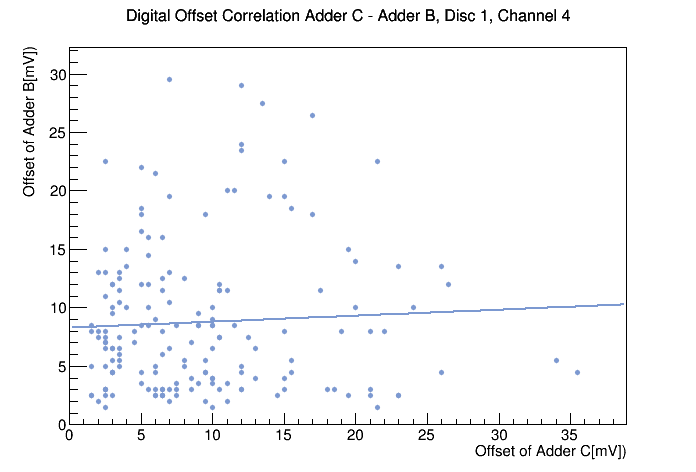 Digital Offset Correlation Adder C - Adder B, Disc 1, Channel 4
Offset of Adder B[mV])
30
25
20
15
10
5
0
0 5 10 15 20 25 30 35
Offset of Adder C[mV])